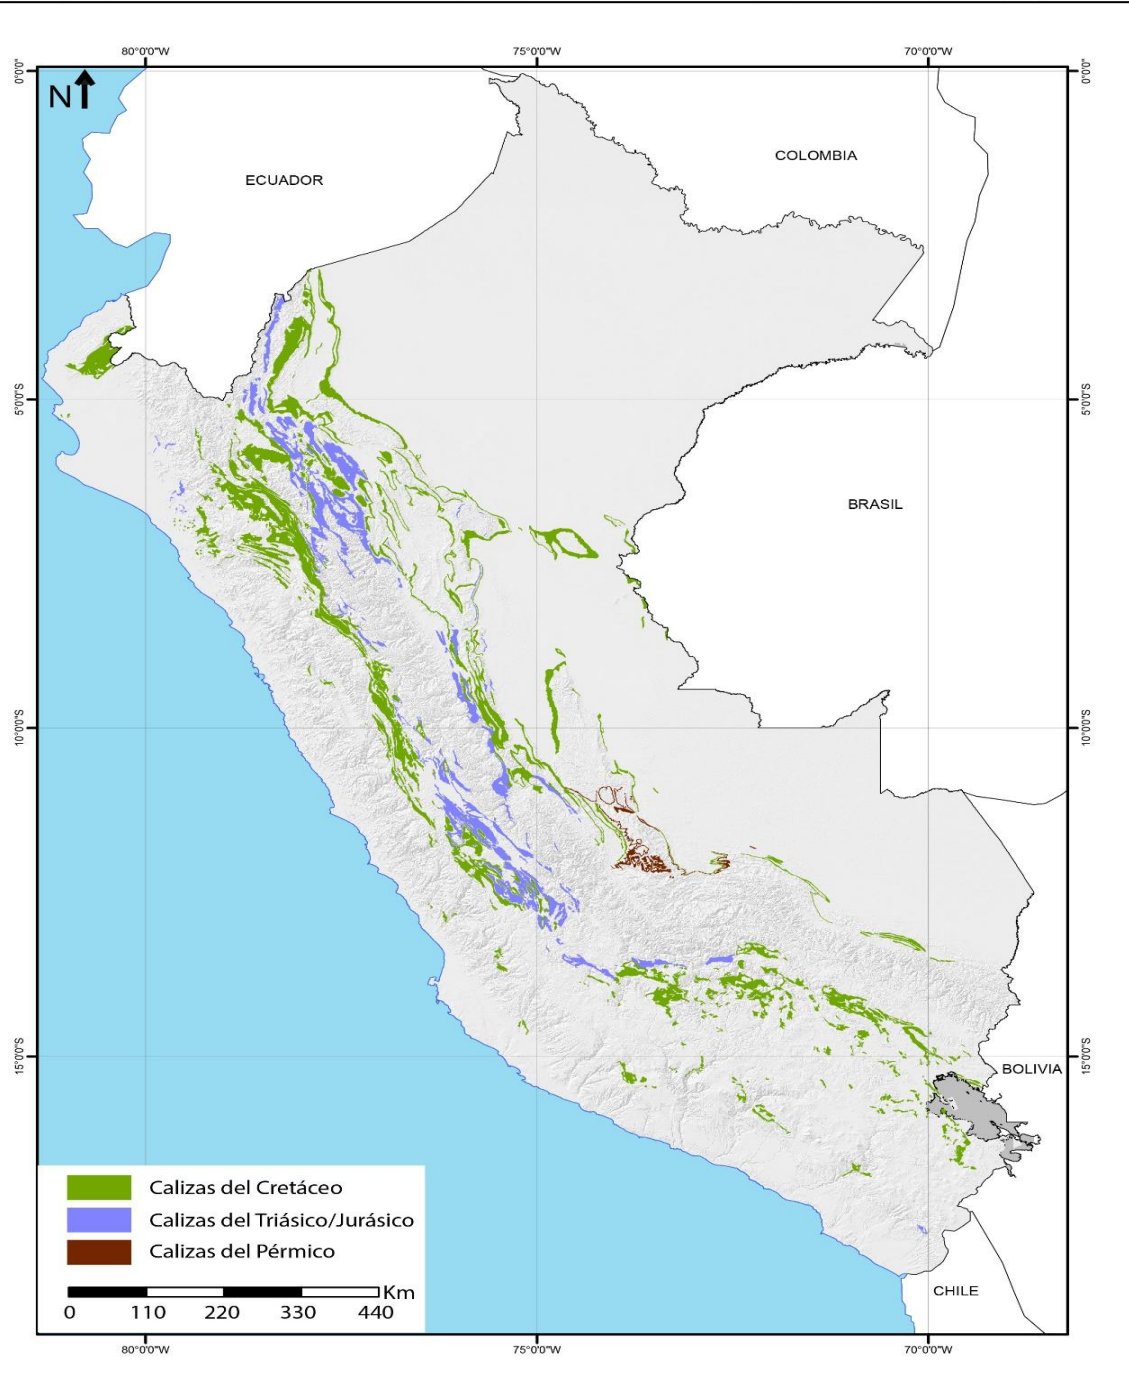 80°0'0"W 75°0'0"W 70°0'0"W
0°0'0" 0°0'0"
N
COLOMBIA
ECUADOR
5°0'0"S 5°0'0"S
BRASIL
10°0'0"S 10°0'0"S
15°0'0"S 15°0'0"S
BOLIVIA
Calizas del Cretáceo
Calizas del Triásico/Jurásico
Calizas del Pérmico
Km
0 110 220 330 440
CHILE
80°0'0"W 75°0'0"W 70°0'0"W